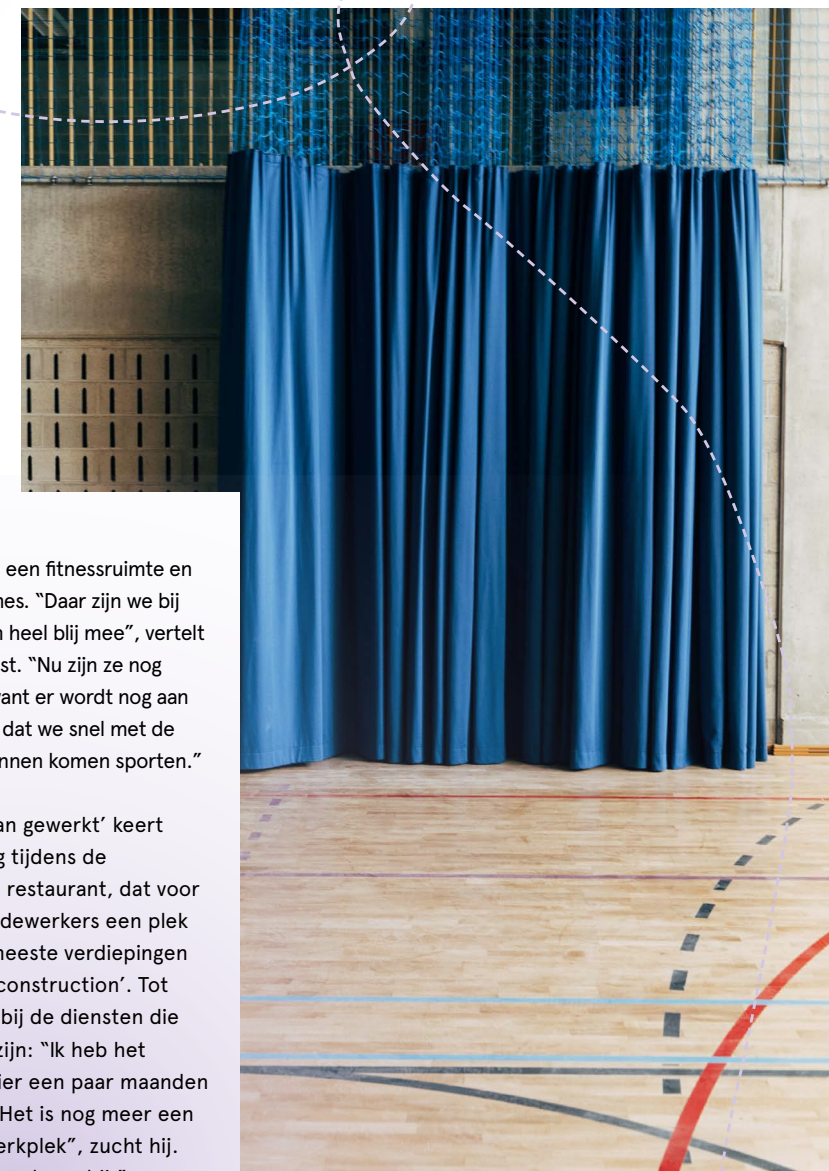 een fitnessruimte en
nes. “Daar zijn we bij
heel blij mee”, vertelt
st. “Nu zijn ze nog
want er wordt nog aan
dat we snel met de
nnen komen sporten.”
an gewerkt’ keert
g tijdens de
restaurant, dat voor
dewerkers een plek
meeste verdiepingen
construction’. Tot
bij de diensten die
zijn: “Ik heb het
ier een paar maanden
Het is nog meer een
erkplek”, zucht hij.